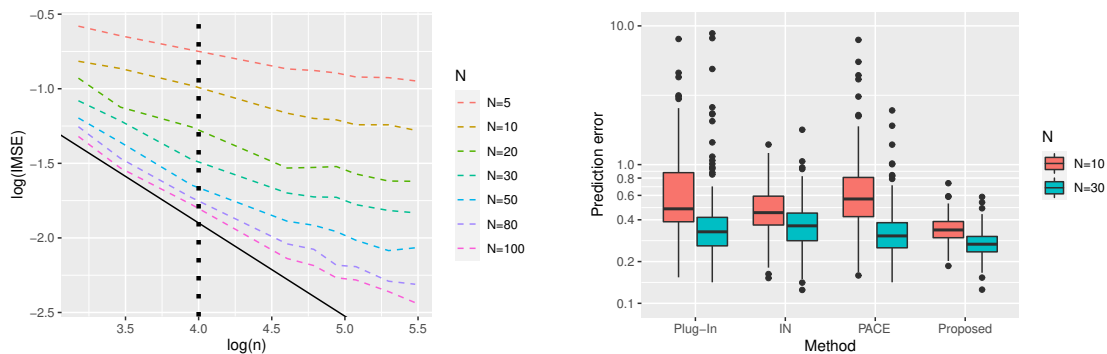 log(IMSE)
−0.5
−1.0
−1.5
−2.0
−2.5
3.5
4.0
4.5
5.0
5.5
log(n)
N
N=5
N=10
N=20
N=30
N=50
N=80
N=100
Prediction error
10.0
1.0
0.8
0.6
0.4
0.2
0.1
Plug−In
IN
PACE
Proposed
Method
N
N=10
N=30